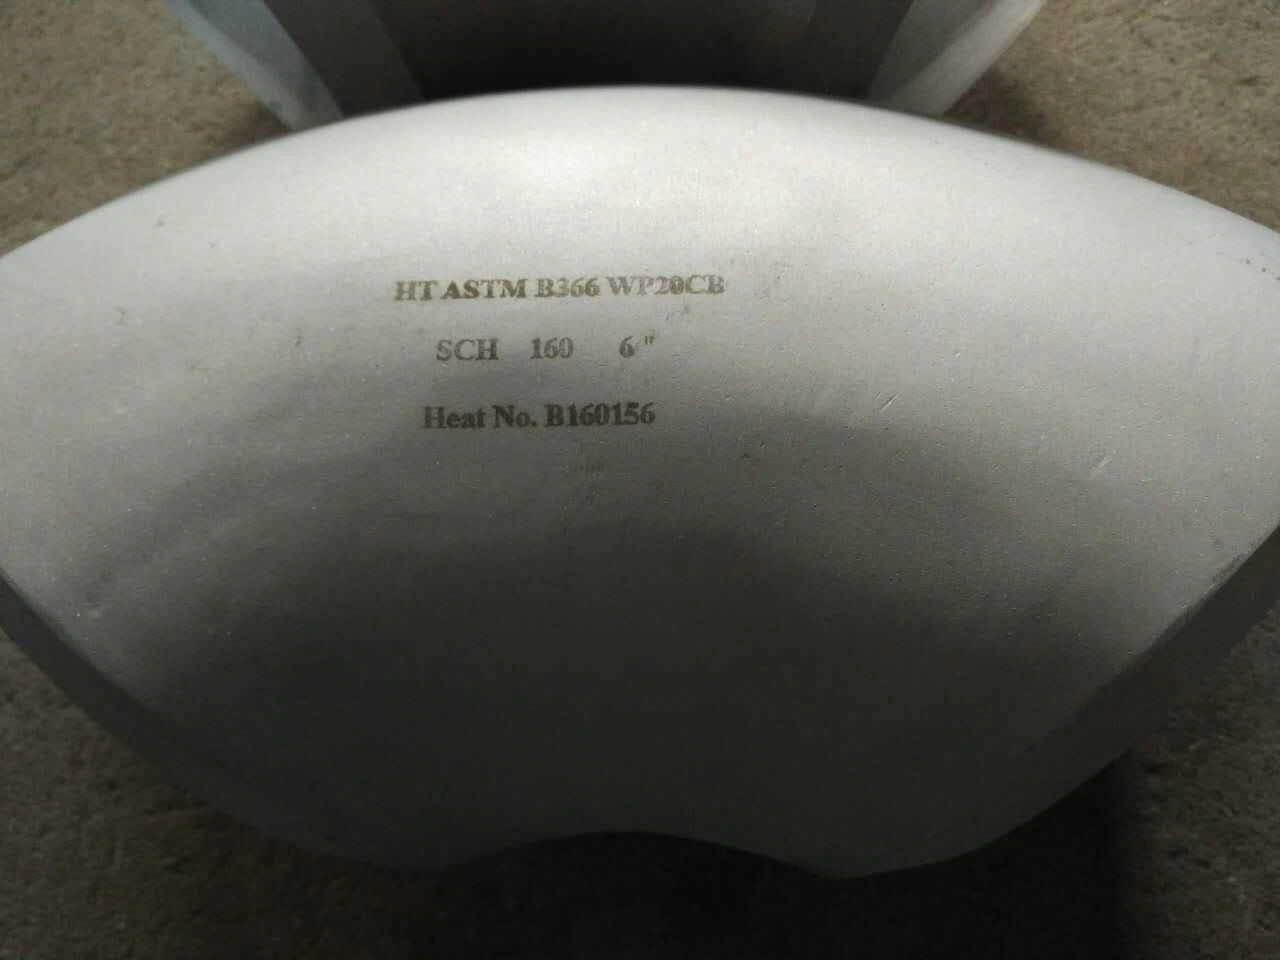 HT ASTM B366 WP20CB
SCH 160 6"
Heat No. B160156